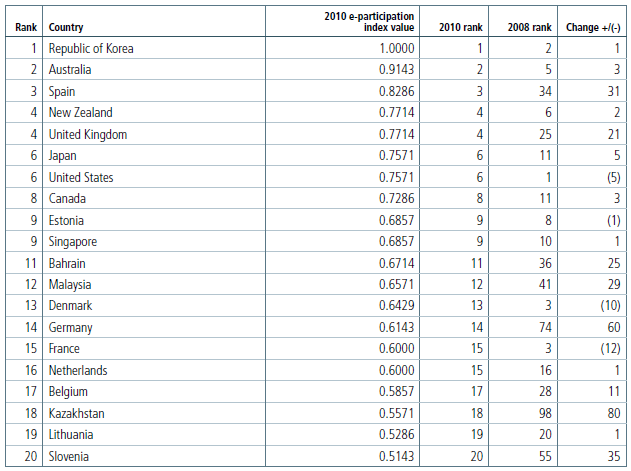 2010 e-participation
Rank Country index value 2010 rank 2008 rank Change +/(-)
1 Republic of Korea 1.0000 1 2 1
2 Australia 0.9143 2 5 3
3 Spain 0.8286 3 34 31
4 New Zealand 0.7714 4 6 2
4 United Kingdom 0.7714 4 25 21
6 Japan 0.7571 6 11 5
6 United States 0.7571 6 1 (5)
8 Canada 0.7286 8 11 3
9 Estonia 0.6857 9 8 (1)
9 Singapore 0.6857 9 10 1
11 Bahrain 0.6714 11 36 25
12 Malaysia 0.6571 12 41 29
13 Denmark 0.6429 13 3 (10)
14 Germany 0.6143 14 74 60
15 France 0.6000 15 3 (12)
16 Netherlands 0.6000 15 16 1
17 Belgium 0.5857 17 28 11
18 Kazakhstan 0.5571 18 98 80
19 Lithuania 0.5286 19 20 1
20 Slovenia 0.5143 20 55 35